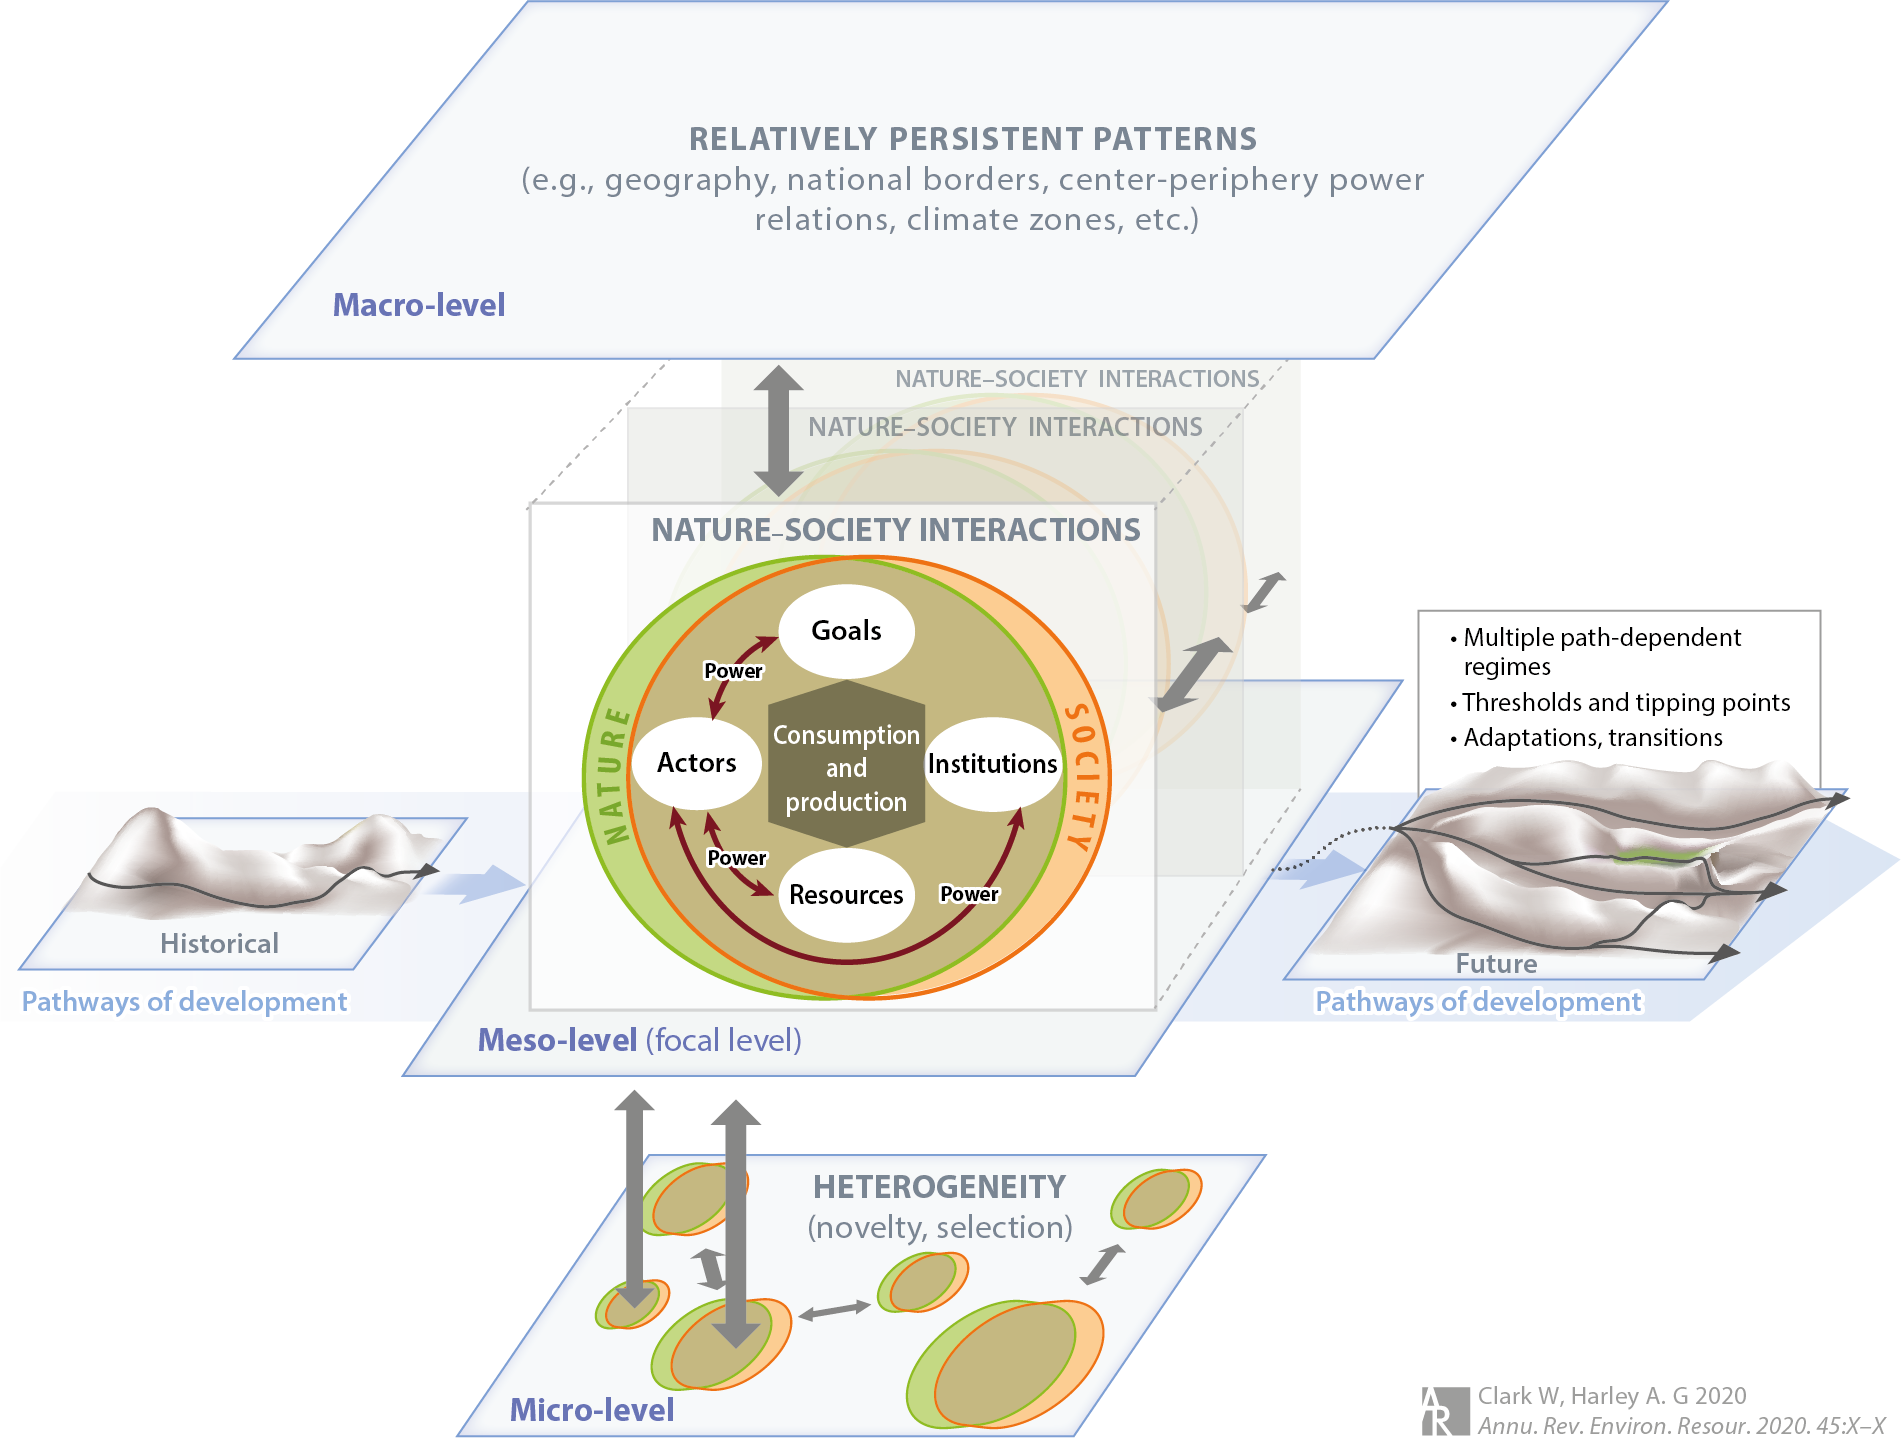 RELATIVELY PERSISTENT PATTERNS
(e.g., geography, national borders, center-periphery power
relations, climate zones, etc.)
Macro-level
NATURE–SOCIETY INTERACTIONS
NATURE–SOCIETY INTERACTIONS
NATURE–SOCIETY INTERACTIONS
Goals
Power
NATURE
SOCIETY
Actors
Consumption
and
production
Institutions
Power
Resources
Power
Meso-level (focal level)
Historical
Pathways of development
• Multiple path-dependent
regimes
• Thresholds and tipping points
• Adaptations, transitions
Future
Pathways of development
HETEROGENEITY
(novelty, selection)
Micro-level
AR
Clark W, Harley A. G 2020
Annu. Rev. Environ. Resour. 2020. 45:X–X